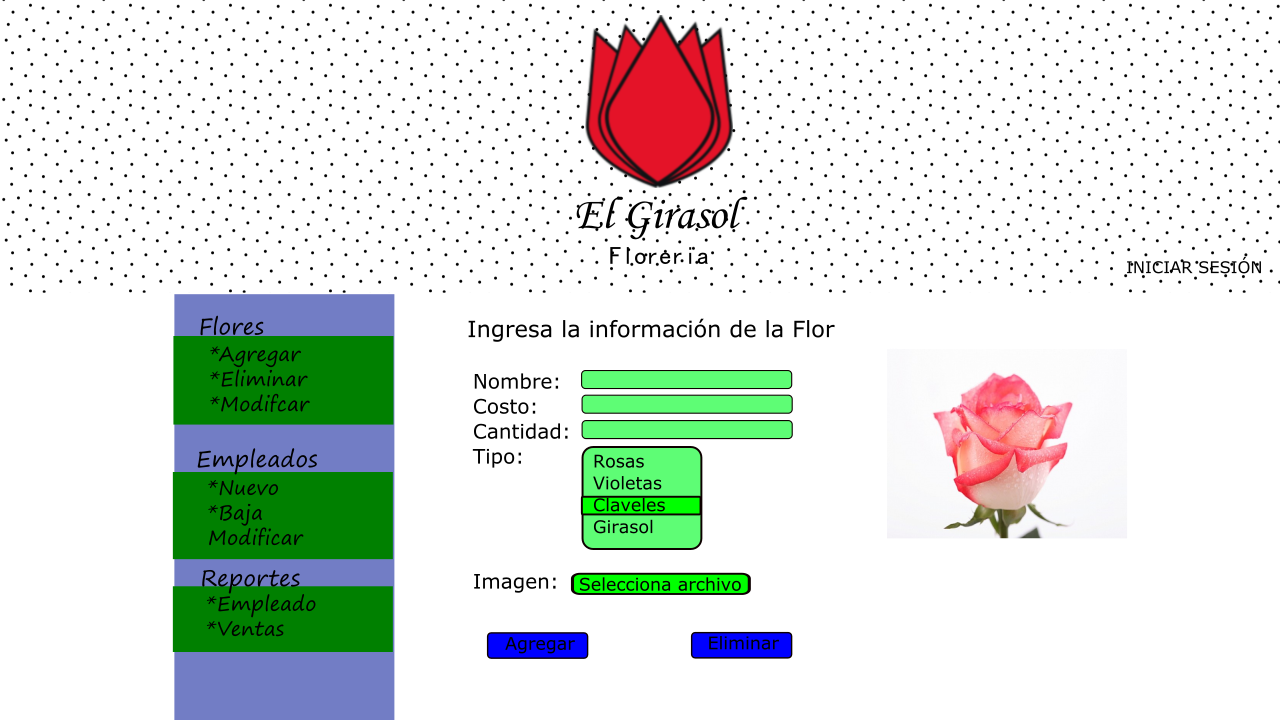 El Girasol
Florería
INICIAR SESIÓN
Flores
*Agregar
*Eliminar
*Modifcar
Empleados
*Nuevo
*Baja
Modificar
Reportes
*Empleado
*Ventas
Ingresa la información de la Flor
Nombre:
Costo:
Cantidad:
Tipo:
Rosas
Violetas
Claveles
Girasol
Imagen: Selecciona archivo
Agregar Eliminar